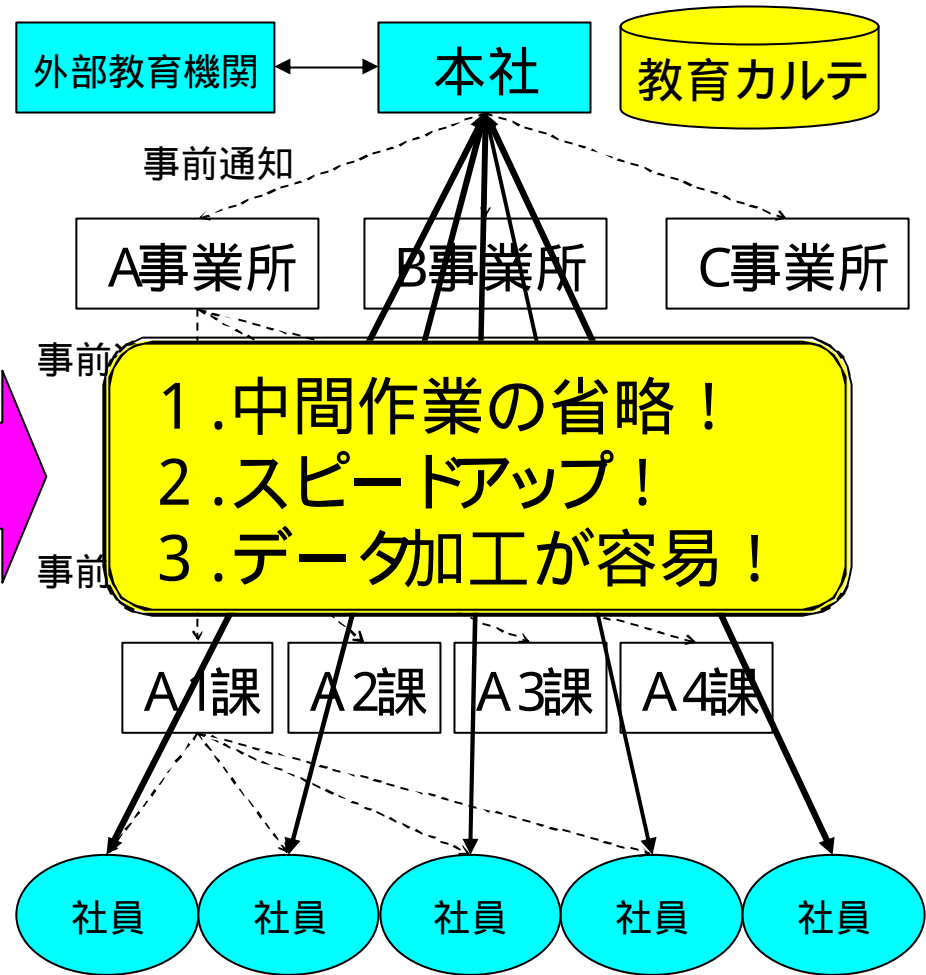 外部教育機関
本社
教育カルテ
事前通知
A事業所
B事業所
C事業所
事前
1.中間作業の省略!
2.スピードアップ!
3.データ加工が容易!
事前
A1課
A2課
A3課
A4課
社員
社員
社員
社員
社員